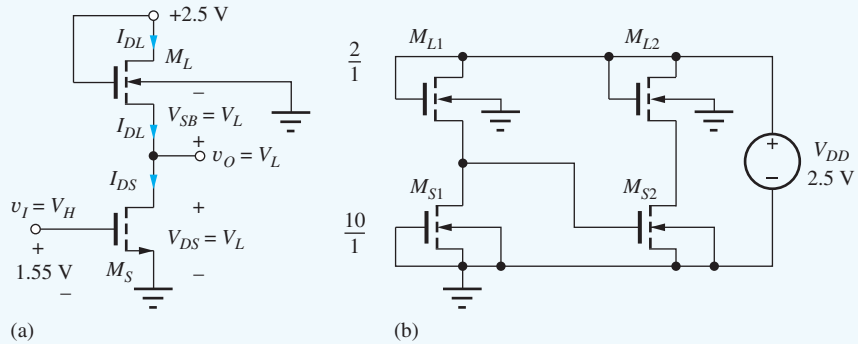 +2.5 V
I_DL
M_L
−
I_DL
V_SB = V_L
+
v_O = V_L
I_DS
v_I = V_H
+
V_DS = V_L
+
1.55 V
−
M_S
−
(a)
2/1
M_L1
M_L2
+
−
V_DD
2.5 V
M_S1
M_S2
10/1
(b)